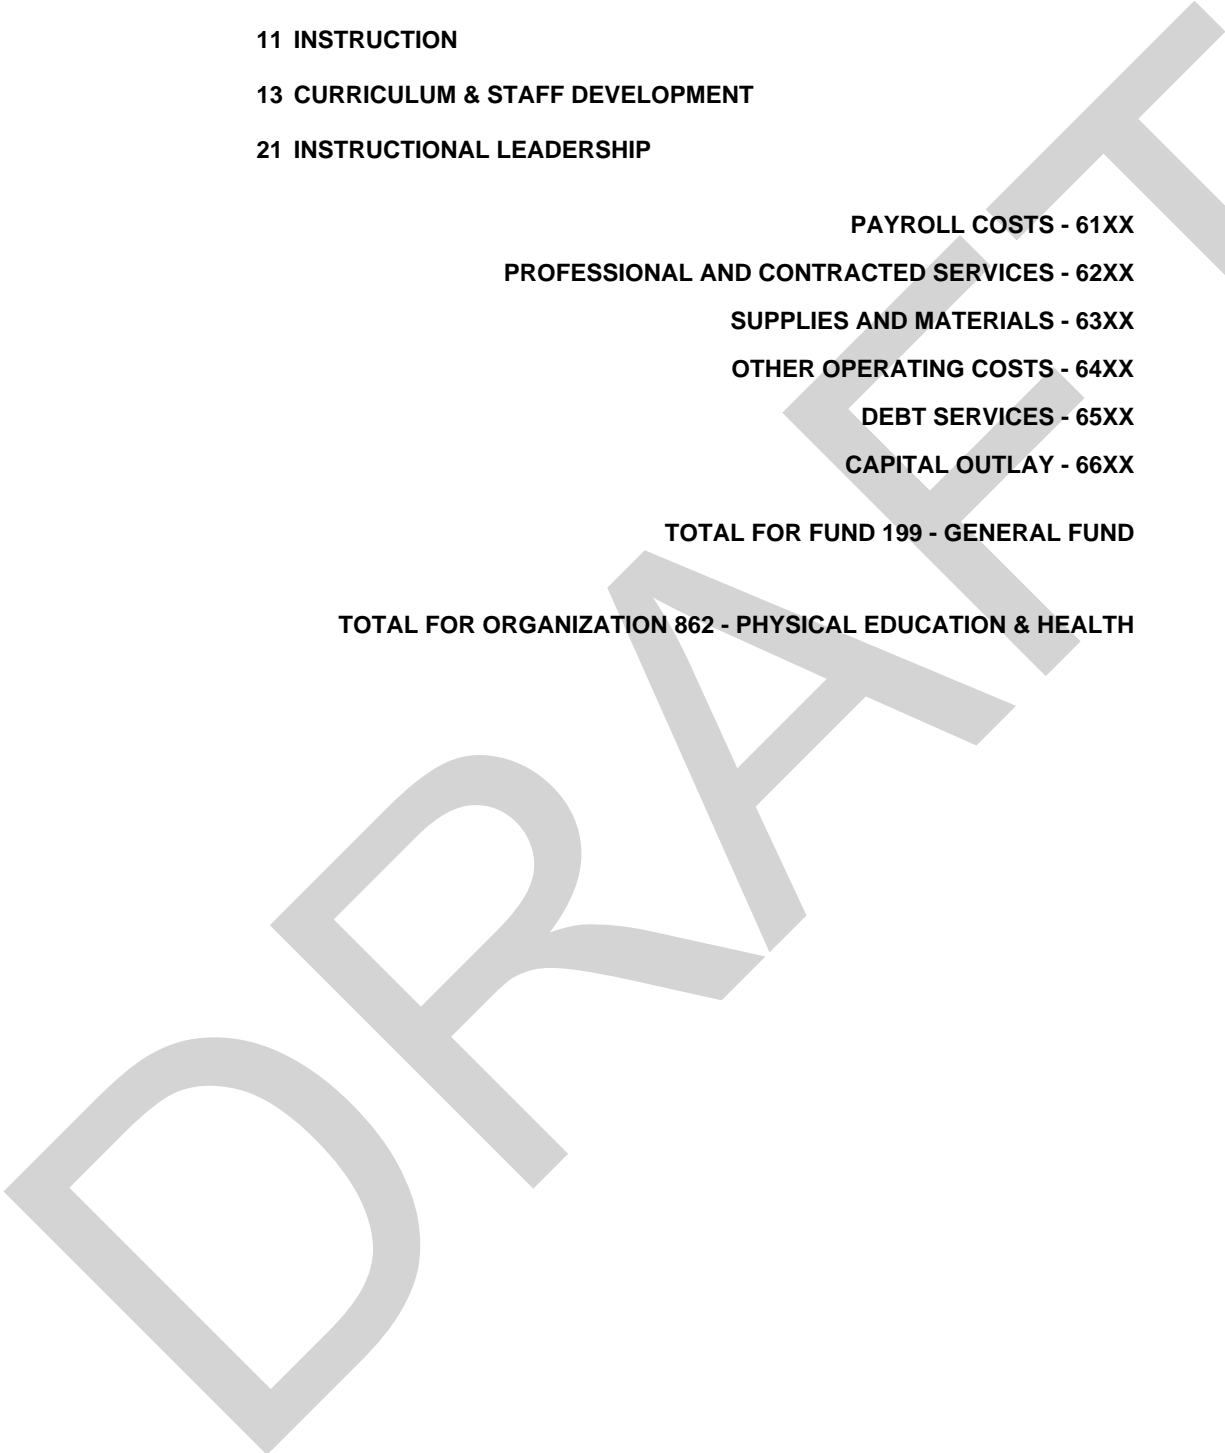 11 INSTRUCTION
13 CURRICULUM & STAFF DEVELOPMENT
21 INSTRUCTIONAL LEADERSHIP
PAYROLL COSTS - 61XX
PROFESSIONAL AND CONTRACTED SERVICES - 62XX
SUPPLIES AND MATERIALS - 63XX
OTHER OPERATING COSTS - 64XX
DEBT SERVICES - 65XX
CAPITAL OUTLAY - 66XX
TOTAL FOR FUND 199 - GENERAL FUND
TOTAL FOR ORGANIZATION 862 - PHYSICAL EDUCATION & HEALTH
DRAFT